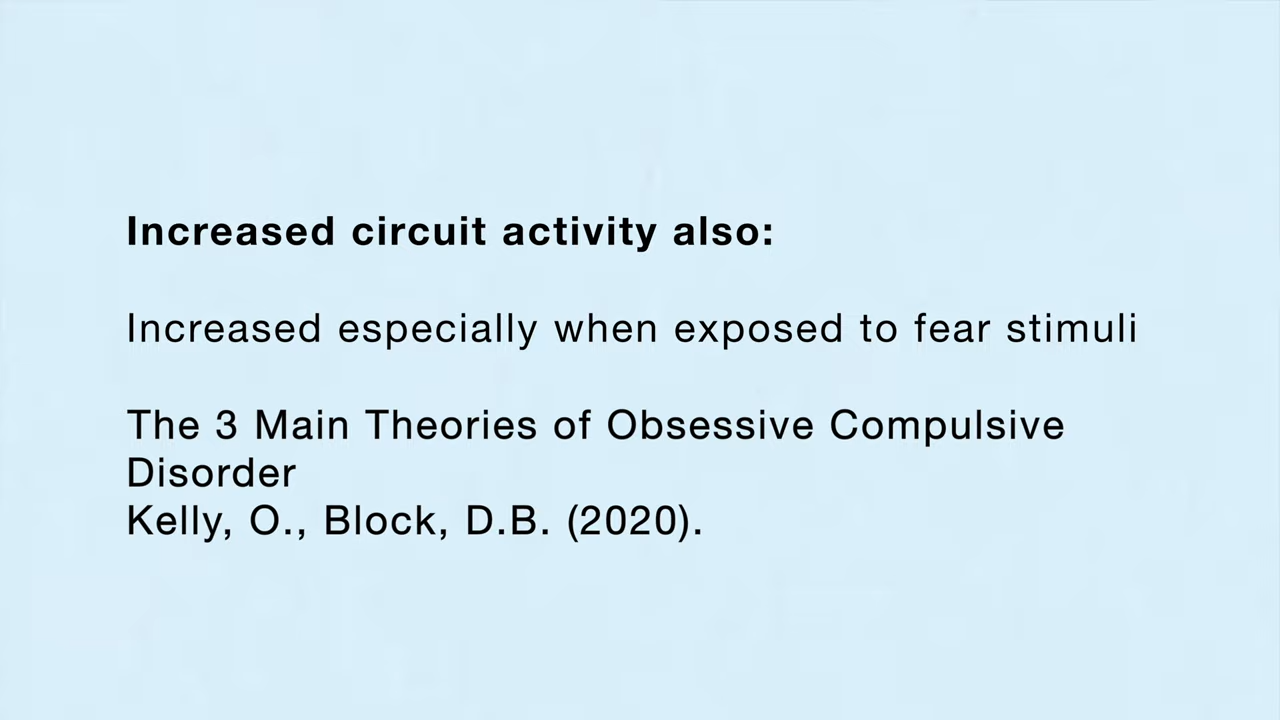 Increased circuit activity also:
Increased especially when exposed to fear stimuli
The 3 Main Theories of Obsessive Compulsive
Disorder
Kelly, O., Block, D.B. (2020).